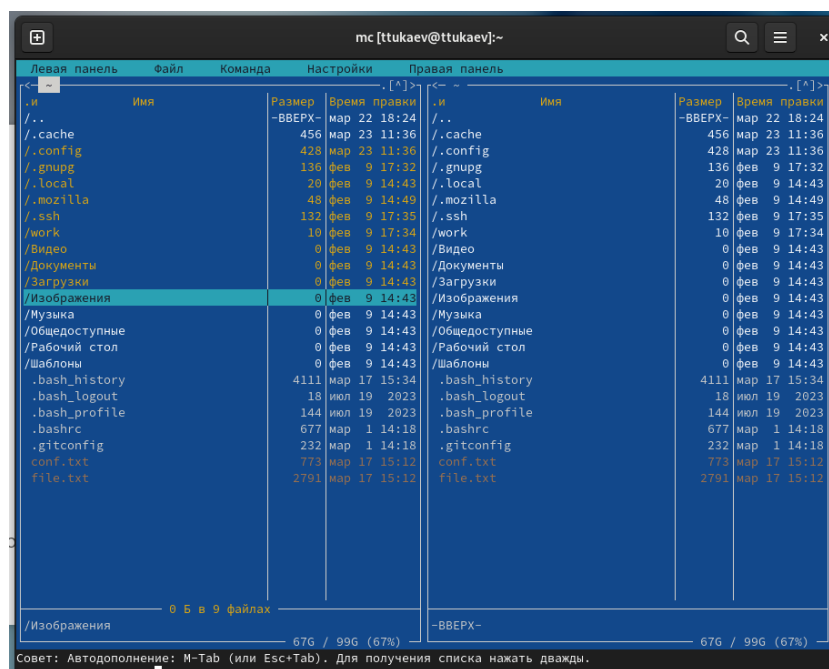 mc [ttukaev@ttukaev]:~
Левая панель Файл Команда Настройки Правая панель
<— ~ .[^]> <— ~ .[^]>
.и Имя Размер Время правки .и Имя Размер Время правки
/.. -ВВЕРХ- мар 22 18:24 /.. -ВВЕРХ- мар 22 18:24
/.cache 456 мар 23 11:36 /.cache 456 мар 23 11:36
/.config 428 мар 23 11:36 /.config 428 мар 23 11:36
/.gnupg 136 фев 9 17:32 /.gnupg 136 фев 9 17:32
/.local 20 фев 9 14:43 /.local 20 фев 9 14:43
/.mozilla 48 фев 9 14:49 /.mozilla 48 фев 9 14:49
/.ssh 132 фев 9 17:35 /.ssh 132 фев 9 17:35
/work 10 фев 9 17:34 /work 10 фев 9 17:34
/Видео 0 фев 9 14:43 /Видео 0 фев 9 14:43
/Документы 0 фев 9 14:43 /Документы 0 фев 9 14:43
/Загрузки 0 фев 9 14:43 /Загрузки 0 фев 9 14:43
/Изображения 0 фев 9 14:43 /Изображения 0 фев 9 14:43
/Музыка 0 фев 9 14:43 /Музыка 0 фев 9 14:43
/Общедоступные 0 фев 9 14:43 /Общедоступные 0 фев 9 14:43
/Рабочий стол 0 фев 9 14:43 /Рабочий стол 0 фев 9 14:43
/Шаблоны 0 фев 9 14:43 /Шаблоны 0 фев 9 14:43
.bash_history 4111 мар 17 15:34 .bash_history 4111 мар 17 15:34
.bash_logout 18 июл 19 2023 .bash_logout 18 июл 19 2023
.bash_profile 144 июл 19 2023 .bash_profile 144 июл 19 2023
.bashrc 677 мар 1 14:18 .bashrc 677 мар 1 14:18
.gitconfig 232 мар 1 14:18 .gitconfig 232 мар 1 14:18
conf.txt 773 мар 17 15:12 conf.txt 773 мар 17 15:12
file.txt 2791 мар 17 15:12 file.txt 2791 мар 17 15:12
0 Б в 9 файлах
/Изображения -ВВЕРХ-
67G / 99G (67%) 67G / 99G (67%)
Совет: Автодополнение: M-Tab (или Esc+Tab). Для получения списка нажать дважды.